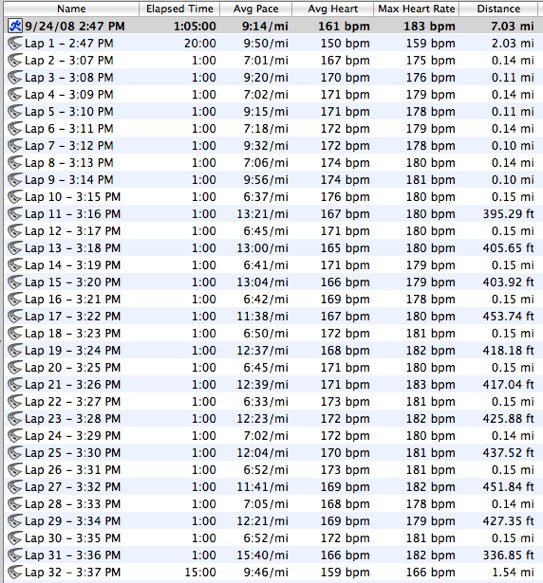 Name Elapsed Time Avg Pace Avg Heart Max Heart Rate Distance
9/24/08 2:47 PM 1:05:00 9:14/mi 161 bpm 183 bpm 7.03 mi
Lap 1 – 2:47 PM 20:00 9:50/mi 150 bpm 159 bpm 2.03 mi
Lap 2 – 3:07 PM 1:00 7:01/mi 167 bpm 175 bpm 0.14 mi
Lap 3 – 3:08 PM 1:00 9:20/mi 170 bpm 176 bpm 0.11 mi
Lap 4 – 3:09 PM 1:00 7:02/mi 171 bpm 179 bpm 0.14 mi
Lap 5 – 3:10 PM 1:00 9:15/mi 171 bpm 178 bpm 0.11 mi
Lap 6 – 3:11 PM 1:00 7:18/mi 172 bpm 179 bpm 0.14 mi
Lap 7 – 3:12 PM 1:00 9:32/mi 172 bpm 178 bpm 0.10 mi
Lap 8 – 3:13 PM 1:00 7:06/mi 174 bpm 180 bpm 0.14 mi
Lap 9 – 3:14 PM 1:00 9:56/mi 174 bpm 181 bpm 0.10 mi
Lap 10 – 3:15 PM 1:00 6:37/mi 176 bpm 180 bpm 0.15 mi
Lap 11 – 3:16 PM 1:00 13:21/mi 167 bpm 183 bpm 395.29 ft
Lap 12 – 3:17 PM 1:00 6:45/mi 171 bpm 180 bpm 0.15 mi
Lap 13 – 3:18 PM 1:00 13:00/mi 165 bpm 180 bpm 405.65 ft
Lap 14 – 3:19 PM 1:00 6:41/mi 171 bpm 179 bpm 0.15 mi
Lap 15 – 3:20 PM 1:00 13:04/mi 166 bpm 179 bpm 403.92 ft
Lap 16 – 3:21 PM 1:00 6:42/mi 169 bpm 178 bpm 0.15 mi
Lap 17 – 3:22 PM 1:00 11:38/mi 167 bpm 180 bpm 453.74 ft
Lap 18 – 3:23 PM 1:00 6:50/mi 172 bpm 181 bpm 0.15 mi
Lap 19 – 3:24 PM 1:00 12:37/mi 168 bpm 182 bpm 418.18 ft
Lap 20 – 3:25 PM 1:00 6:45/mi 171 bpm 180 bpm 0.15 mi
Lap 21 – 3:26 PM 1:00 12:39/mi 171 bpm 183 bpm 417.04 ft
Lap 22 – 3:27 PM 1:00 6:33/mi 173 bpm 181 bpm 0.15 mi
Lap 23 – 3:28 PM 1:00 12:23/mi 172 bpm 182 bpm 425.88 ft
Lap 24 – 3:29 PM 1:00 7:02/mi 172 bpm 180 bpm 0.14 mi
Lap 25 – 3:30 PM 1:00 12:04/mi 170 bpm 181 bpm 437.52 ft
Lap 26 – 3:31 PM 1:00 6:52/mi 173 bpm 181 bpm 0.15 mi
Lap 27 – 3:32 PM 1:00 11:41/mi 169 bpm 182 bpm 451.84 ft
Lap 28 – 3:33 PM 1:00 7:05/mi 168 bpm 178 bpm 0.14 mi
Lap 29 – 3:34 PM 1:00 12:21/mi 169 bpm 179 bpm 427.35 ft
Lap 30 – 3:35 PM 1:00 6:52/mi 172 bpm 181 bpm 0.15 mi
Lap 31 – 3:36 PM 1:00 15:40/mi 166 bpm 182 bpm 336.85 ft
Lap 32 – 3:37 PM 15:00 9:46/mi 159 bpm 166 bpm 1.54 mi